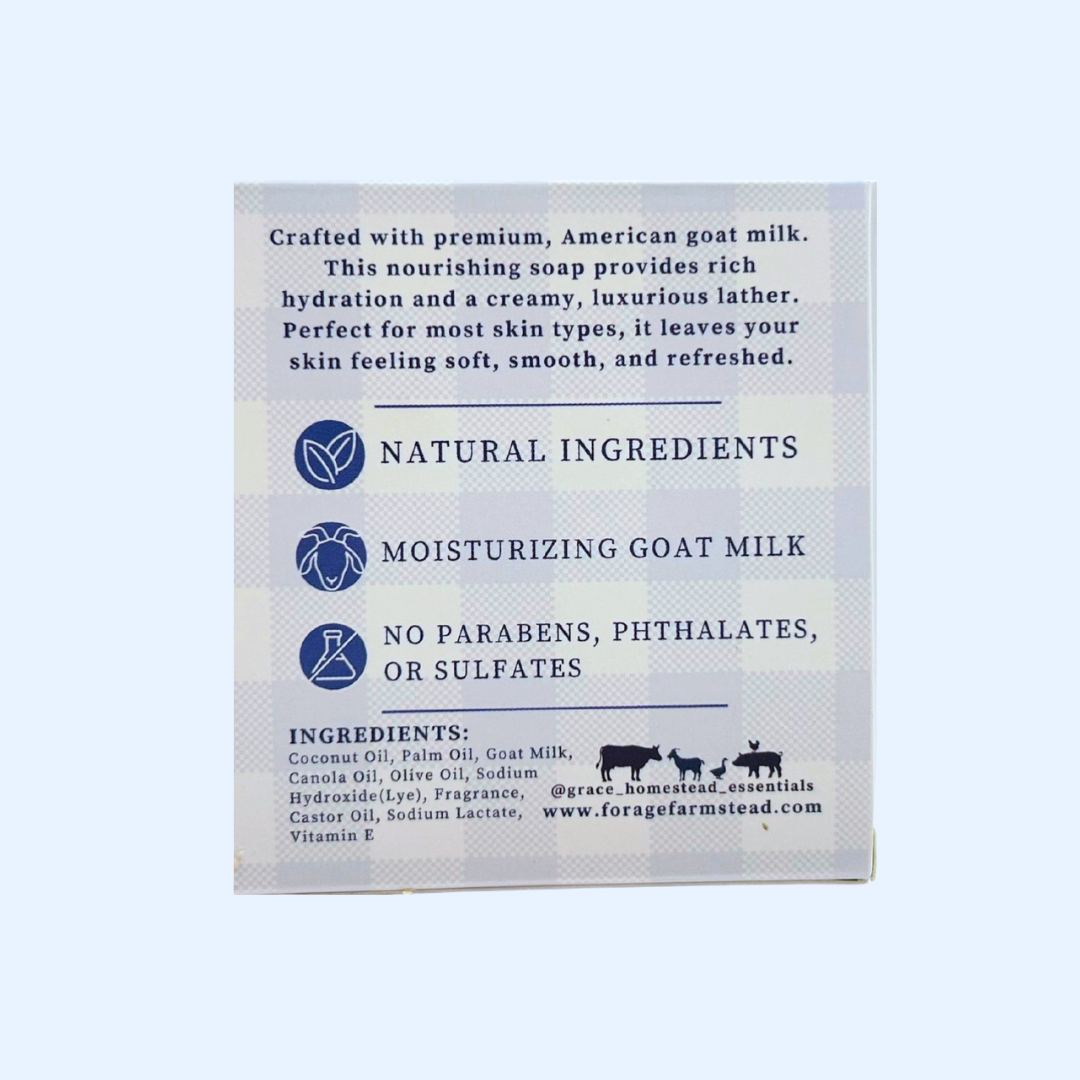 Crafted with premium, American goat milk.
This nourishing soap provides rich
hydration and a creamy, luxurious lather.
Perfect for most skin types, it leaves your
skin feeling soft, smooth, and refreshed.
NATURAL INGREDIENTS
MOISTURIZING GOAT MILK
NO PARABENS, PHTHALATES,
OR SULFATES
INGREDIENTS:
Coconut Oil, Palm Oil, Goat Milk,
Canola Oil, Olive Oil, Sodium
Hydroxide(Lye), Fragrance,
Castor Oil, Sodium Lactate,
Vitamin E
@grace_homestead_essentials
www.foragefarmstead.com